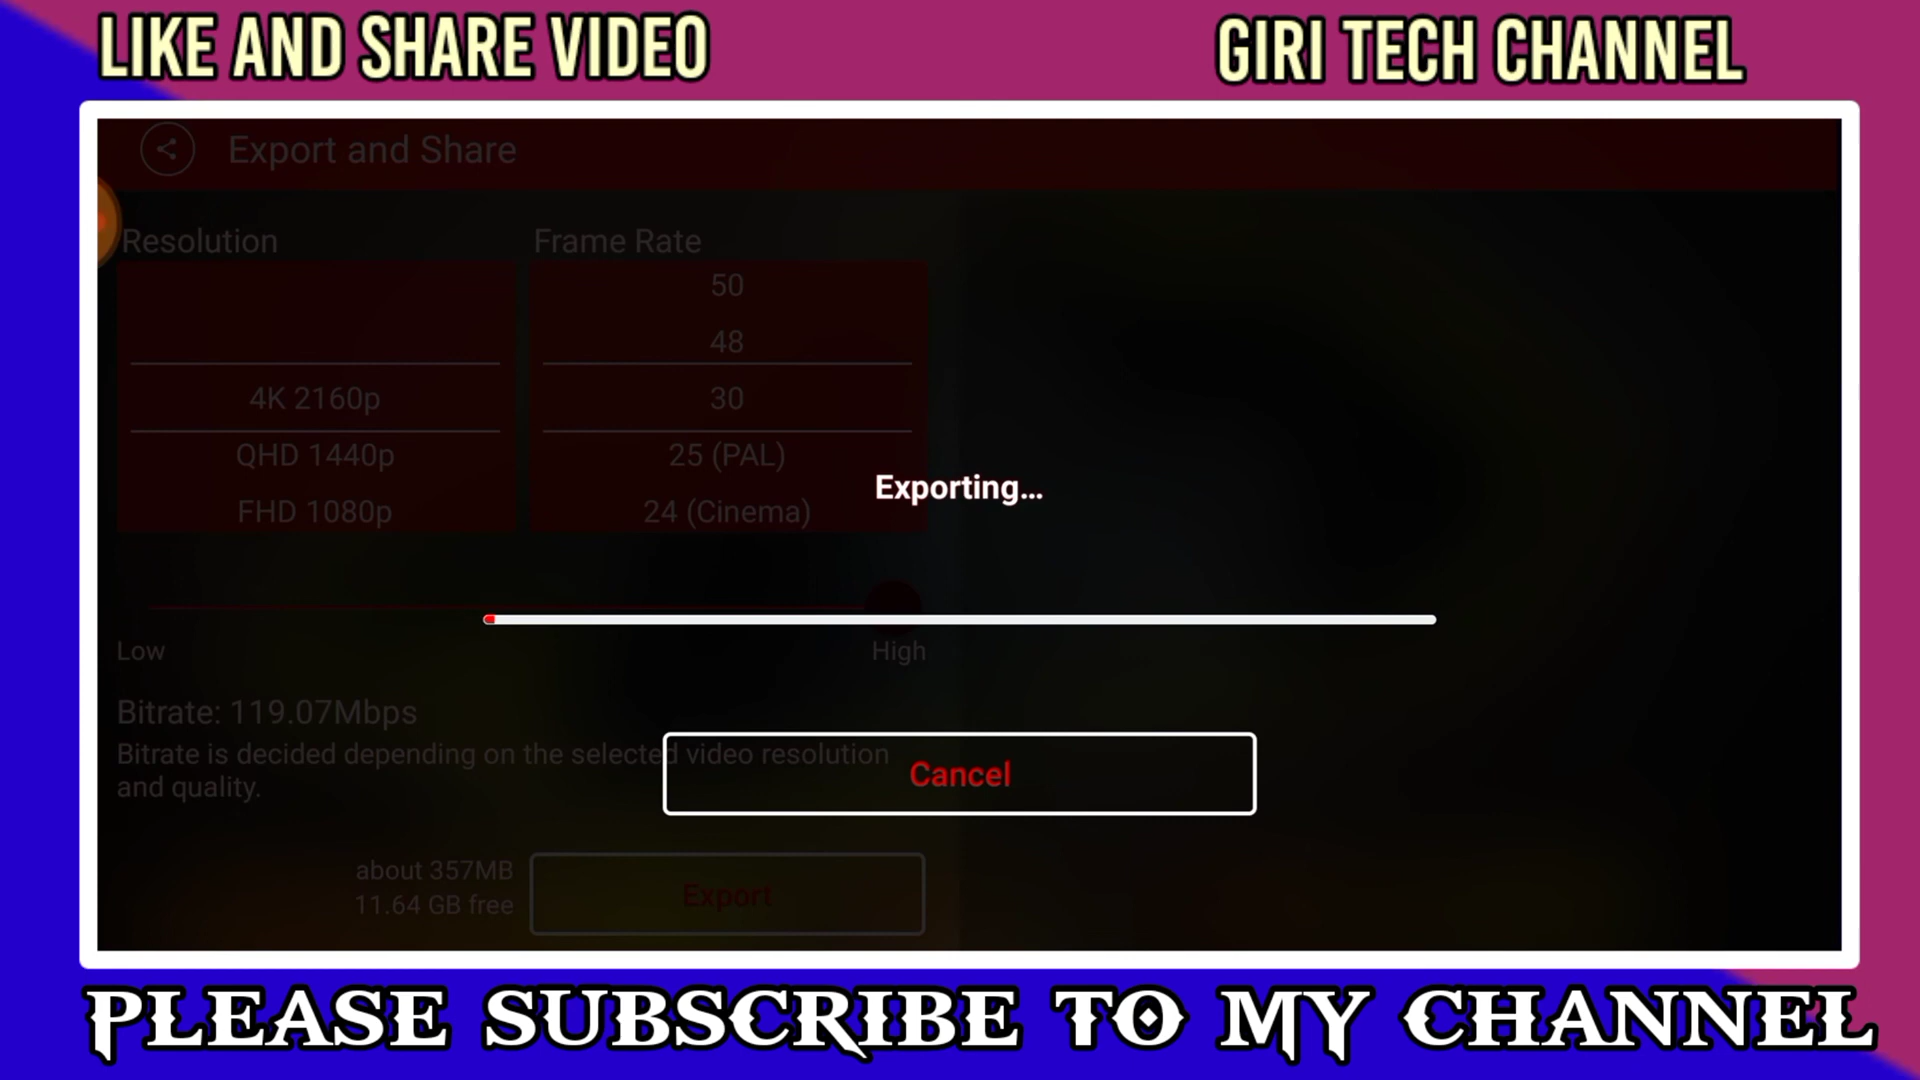 LIKE AND SHARE VIDEO
GIRI TECH CHANNEL
Export and Share
Resolution
Frame Rate
50
48
4K 2160p
30
QHD 1440p
25 (PAL)
FHD 1080p
24 (Cinema)
Exporting...
Low
High
Bitrate: 119.07Mbps
Bitrate is decided depending on the selected video resolution
and quality.
Cancel
about 357MB
11.64 GB free
Export
PLEASE SUBSCRIBE TO MY CHANNEL